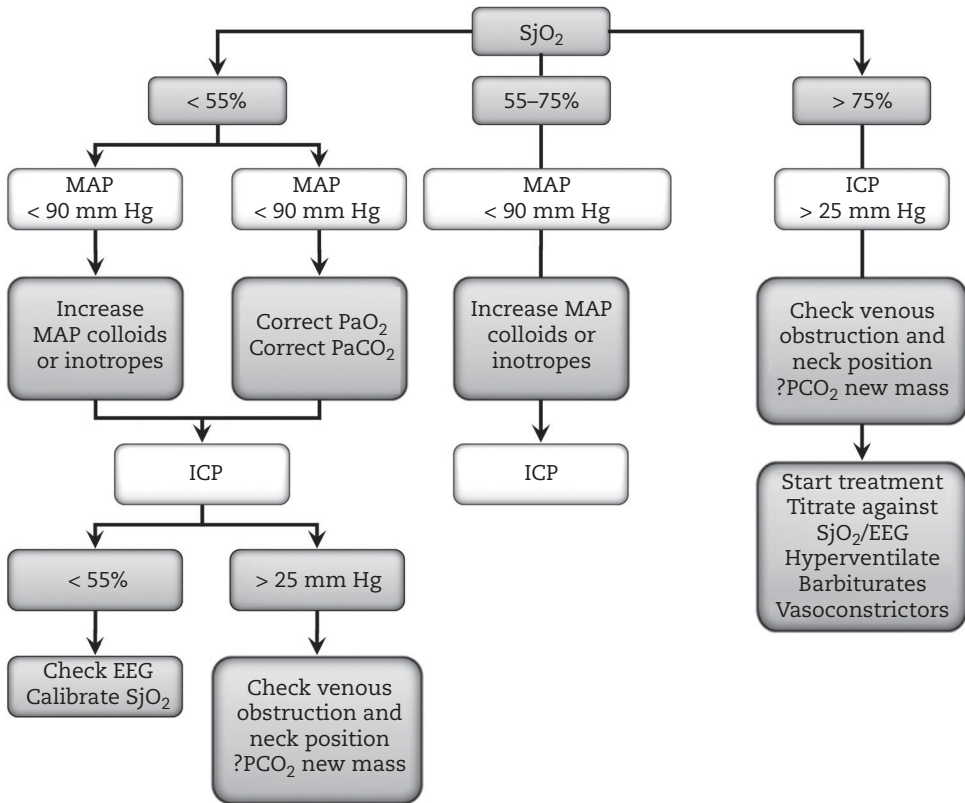 SjO₂
< 55%
55–75%
> 75%
MAP
< 90 mm Hg
MAP
< 90 mm Hg
MAP
< 90 mm Hg
ICP
> 25 mm Hg
Increase
MAP colloids
or inotropes
Correct PaO₂
Correct PaCO₂
Increase MAP
colloids or
inotropes
Check venous
obstruction and
neck position
?PCO₂ new mass
ICP
ICP
Start treatment
Titrate against
SjO₂/EEG
Hyperventilate
Barbiturates
Vasoconstrictors
< 55%
> 25 mm Hg
Check EEG
Calibrate SjO₂
Check venous
obstruction and
neck position
?PCO₂ new mass